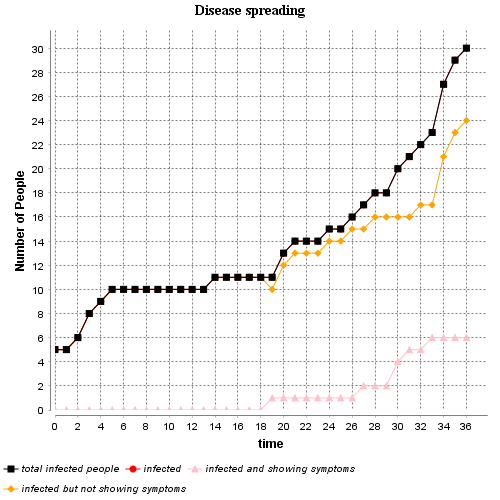 Disease spreading
Number of People
30
28
26
24
22
20
18
16
14
12
10
8
6
4
2
0
0 2 4 6 8 10 12 14 16 18 20 22 24 26 28 30 32 34 36
time
total infected people infected infected and showing symptoms
infected but not showing symptoms